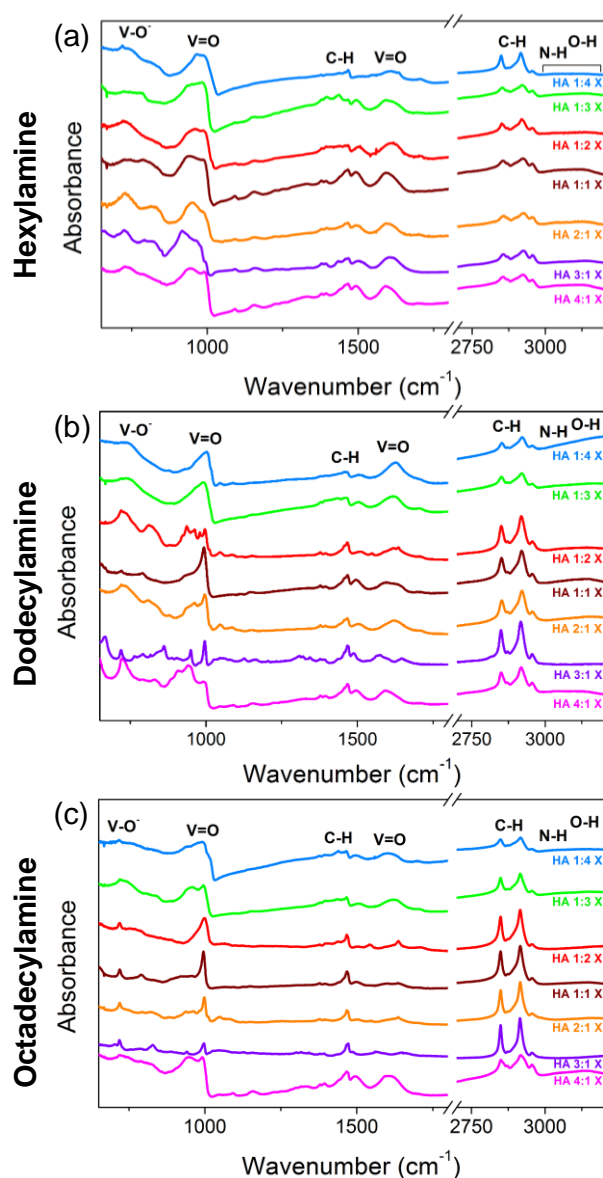 (a)
V-O⁻
V=O
C-H
V=O
C-H
N-H
O-H
HA 1:4 X
HA 1:3 X
HA 1:2 X
HA 1:1 X
HA 2:1 X
HA 3:1 X
HA 4:1 X
Hexylamine
Absorbance
1000
1500
2750
3000
Wavenumber (cm⁻¹)
(b)
V-O⁻
V=O
C-H
V=O
C-H
N-H
O-H
HA 1:4 X
HA 1:3 X
HA 1:2 X
HA 1:1 X
HA 2:1 X
HA 3:1 X
HA 4:1 X
Dodecylamine
Absorbance
1000
1500
2750
3000
Wavenumber (cm⁻¹)
(c)
V-O⁻
V=O
C-H
V=O
C-H
N-H
O-H
HA 1:4 X
HA 1:3 X
HA 1:2 X
HA 1:1 X
HA 2:1 X
HA 3:1 X
HA 4:1 X
Octadecylamine
Absorbance
1000
1500
2750
3000
Wavenumber (cm⁻¹)